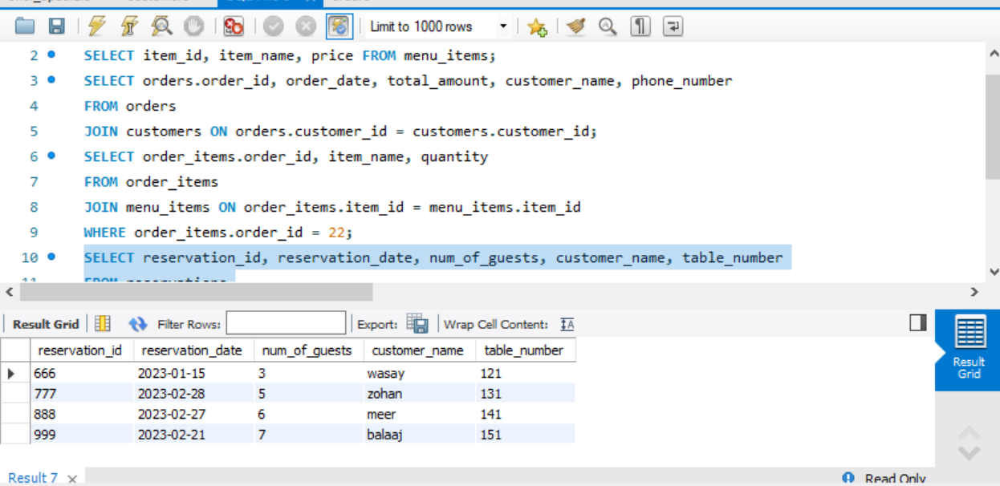 Limit to 1000 rows
2 SELECT item_id, item_name, price FROM menu_items;
3 SELECT orders.order_id, order_date, total_amount, customer_name, phone_number
4 FROM orders
5 JOIN customers ON orders.customer_id = customers.customer_id;
6 SELECT order_items.order_id, item_name, quantity
7 FROM order_items
8 JOIN menu_items ON order_items.item_id = menu_items.item_id
9 WHERE order_items.order_id = 22;
10 SELECT reservation_id, reservation_date, num_of_guests, customer_name, table_number
11 FROM reservations
Result Grid Filter Rows: Export: Wrap Cell Content: IA
reservation_id reservation_date num_of_guests customer_name table_number
666 2023-01-15 3 wasay 121
777 2023-02-28 5 zohan 131
888 2023-02-27 6 meer 141
999 2023-02-21 7 balaaj 151
Result
Grid
Result 7 Read Only